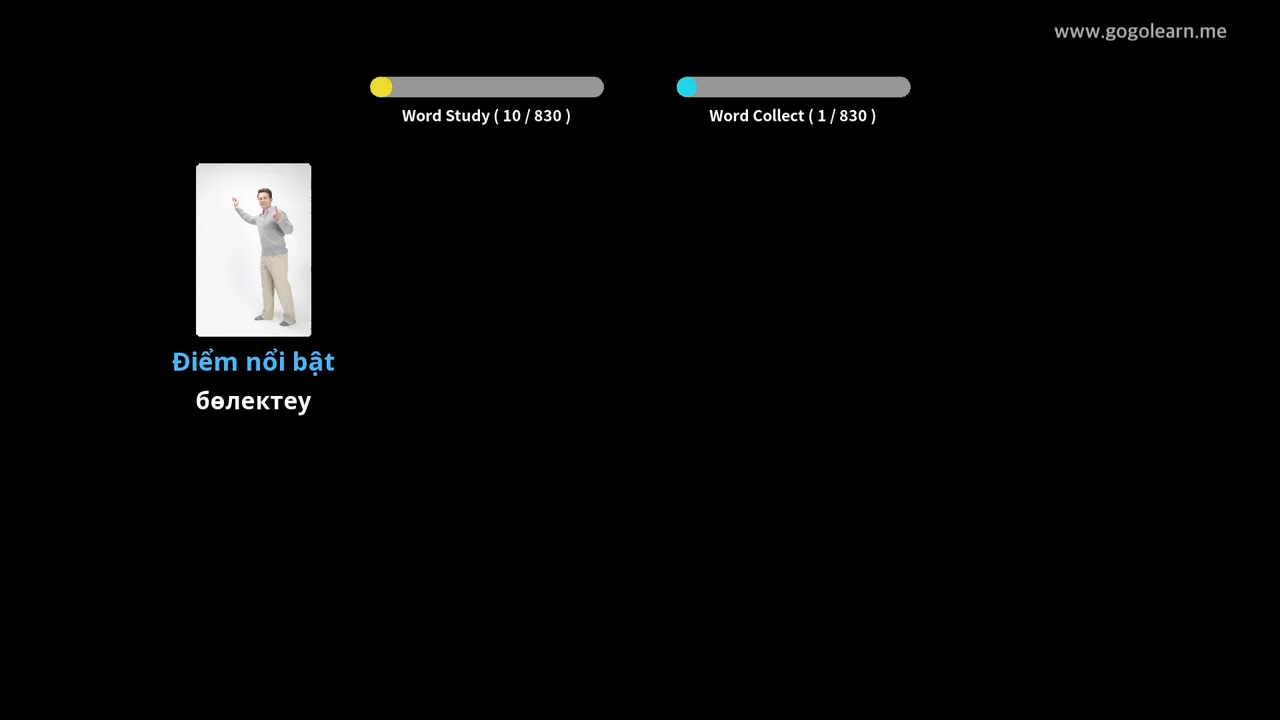 www.gogolearn.me
Word Study ( 10 / 830 )
Word Collect ( 1 / 830 )
Điểm nổi bật
бөлектеу